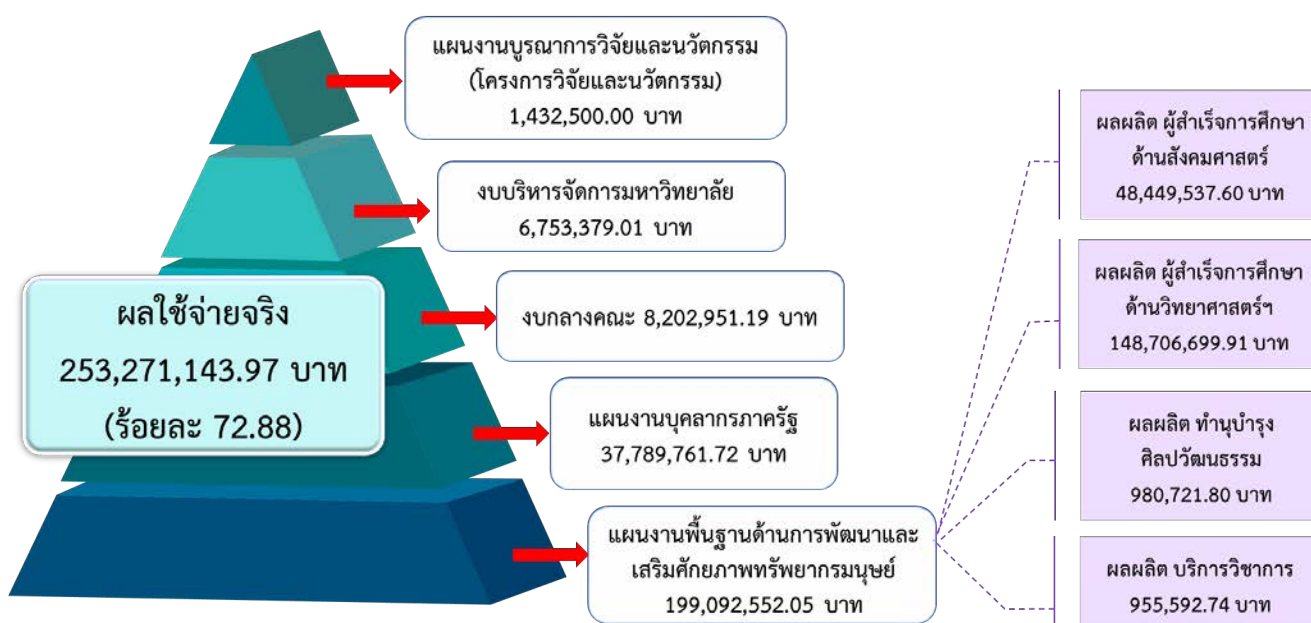 แผนงานบูรณาการวิจัยและนวัตกรรม
(โครงการวิจัยและนวัตกรรม)
1,432,500.00 บาท
งบบริหารจัดการมหาวิทยาลัย
6,753,379.01 บาท
ผลใช้จ่ายจริง
253,271,143.97 บาท
(ร้อยละ 72.88)
งบกลางคณะ 8,202,951.19 บาท
แผนงานบุคลากรภาครัฐ
37,789,761.72 บาท
แผนงานพื้นฐานด้านการพัฒนาและ
เสริมศักยภาพทรัพยากรมนุษย์
199,092,552.05 บาท
ผลผลิต ผู้สำเร็จการศึกษา
ด้านสังคมศาสตร์
48,449,537.60 บาท
ผลผลิต ผู้สำเร็จการศึกษา
ด้านวิทยาศาสตร์ฯ
148,706,699.91 บาท
ผลผลิต ทำนุบำรุง
ศิลปวัฒนธรรม
980,721.80 บาท
ผลผลิต บริการวิชาการ
955,592.74 บาท